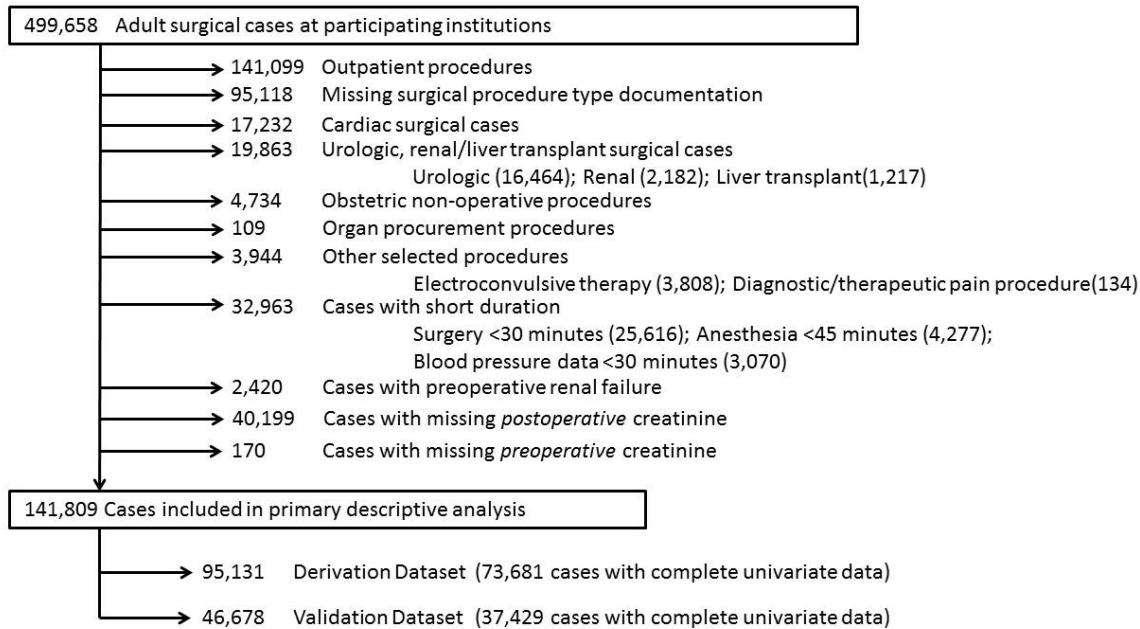 499,658 Adult surgical cases at participating institutions
141,099 Outpatient procedures
95,118 Missing surgical procedure type documentation
17,232 Cardiac surgical cases
19,863 Urologic, renal/liver transplant surgical cases
Urologic (16,464); Renal (2,182); Liver transplant(1,217)
4,734 Obstetric non-operative procedures
109 Organ procurement procedures
3,944 Other selected procedures
Electroconvulsive therapy (3,808); Diagnostic/therapeutic pain procedure(134)
32,963 Cases with short duration
Surgery <30 minutes (25,616); Anesthesia <45 minutes (4,277);
Blood pressure data <30 minutes (3,070)
2,420 Cases with preoperative renal failure
40,199 Cases with missing postoperative creatinine
170 Cases with missing preoperative creatinine
141,809 Cases included in primary descriptive analysis
95,131 Derivation Dataset (73,681 cases with complete univariate data)
46,678 Validation Dataset (37,429 cases with complete univariate data)